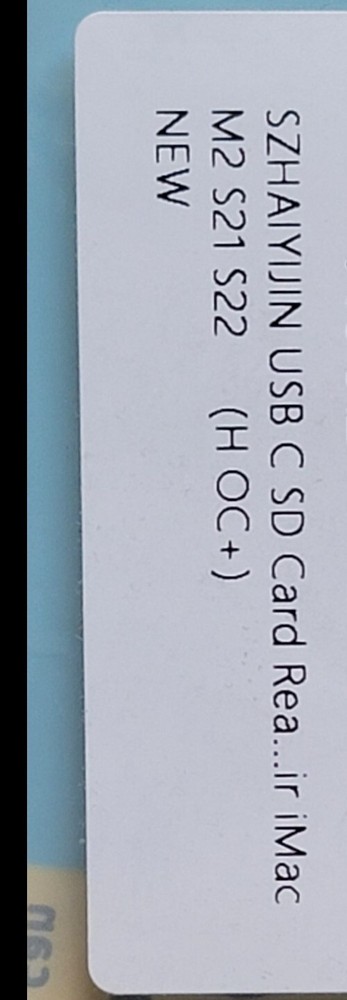 SZHAIYIJIN USB C SD Card Rea...ir iMac
M2 S21 S22 (H OC+)
NEW